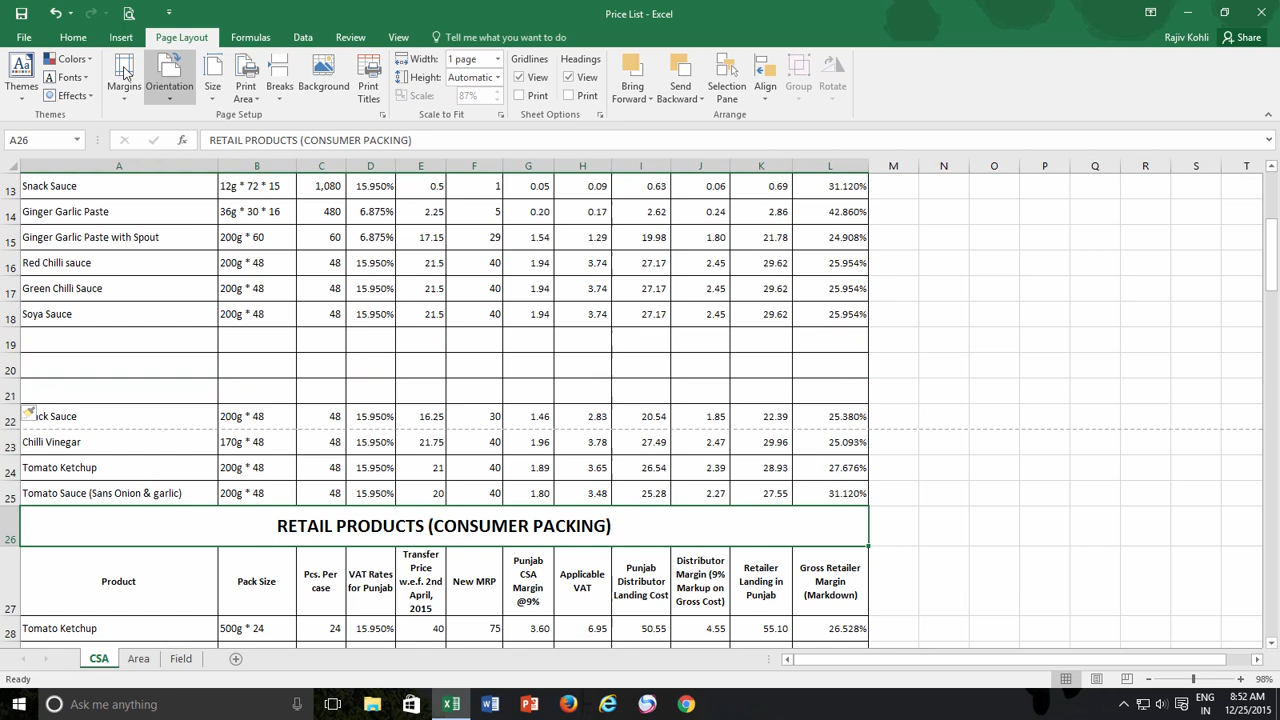 Price List - Excel
File Home Insert Page Layout Formulas Data Review View Tell me what you want to do Rajiv Kohli Share
Themes Colors Fonts Effects Margins Orientation Size Print Area Breaks Background Print Titles Width: 1 page Height: Automatic Scale: 87% Gridlines View Print Headings View Print Bring Forward Send Backward Selection Pane Align Group Rotate
Themes Page Setup Scale to Fit Sheet Options Arrange
A26 fx RETAIL PRODUCTS (CONSUMER PACKING)
A B C D E F G H I J K L M N O P Q R S T
13 Snack Sauce 12g * 72 * 15 1,080 15.950% 0.5 1 0.05 0.09 0.63 0.06 0.69 31.120%
14 Ginger Garlic Paste 36g * 30 * 16 480 6.875% 2.25 5 0.20 0.17 2.62 0.24 2.86 42.860%
15 Ginger Garlic Paste with Spout 200g * 60 60 6.875% 17.15 29 1.54 1.29 19.98 1.80 21.78 24.908%
16 Red Chilli sauce 200g * 48 48 15.950% 21.5 40 1.94 3.74 27.17 2.45 29.62 25.954%
17 Green Chilli Sauce 200g * 48 48 15.950% 21.5 40 1.94 3.74 27.17 2.45 29.62 25.954%
18 Soya Sauce 200g * 48 48 15.950% 21.5 40 1.94 3.74 27.17 2.45 29.62 25.954%
19
20
21
22 ck Sauce 200g * 48 48 15.950% 16.25 30 1.46 2.83 20.54 1.85 22.39 25.380%
23 Chilli Vinegar 170g * 48 48 15.950% 21.75 40 1.96 3.78 27.49 2.47 29.96 25.093%
24 Tomato Ketchup 200g * 48 48 15.950% 21 40 1.89 3.65 26.54 2.39 28.93 27.676%
25 Tomato Sauce (Sans Onion & garlic) 200g * 48 48 15.950% 20 40 1.80 3.48 25.28 2.27 27.55 31.120%
26 RETAIL PRODUCTS (CONSUMER PACKING)
27 Product Pack Size Pcs. Per case VAT Rates for Punjab Transfer Price w.e.f. 2nd April, 2015 New MRP Punjab CSA Margin @9% Applicable VAT Punjab Distributor Landing Cost Distributor Margin (9% Markup on Gross Cost) Retailer Landing in Punjab Gross Retailer Margin (Markdown)
28 Tomato Ketchup 500g * 24 24 15.950% 40 75 3.60 6.95 50.55 4.55 55.10 26.528%
CSA Area Field
Ready 98%
Ask me anything ENG 8:52 AM
IN 12/25/2015